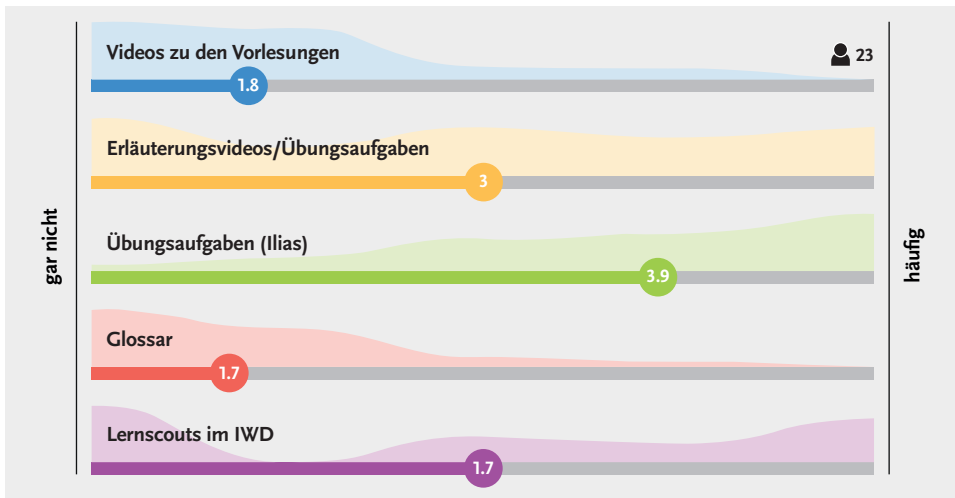 Videos zu den Vorlesungen
23
1.8
Erläuterungsvideos/Übungsaufgaben
3
gar nicht
Übungsaufgaben (Ilias)
häufig
3.9
Glossar
1.7
Lernscouts im IWD
1.7